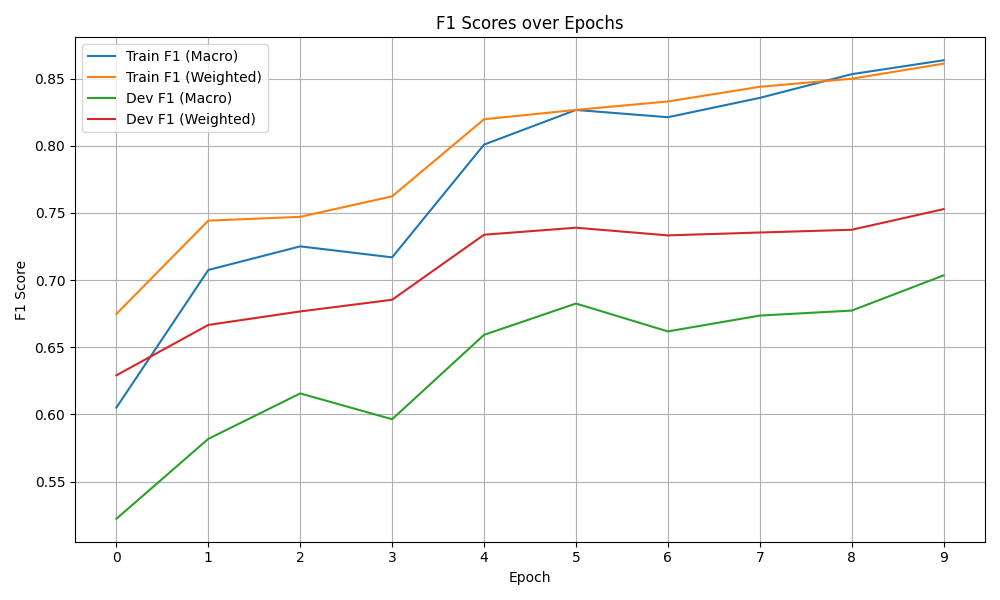 F1 Scores over Epochs
Train F1 (Macro)
Train F1 (Weighted)
Dev F1 (Macro)
Dev F1 (Weighted)
F1 Score
0.85
0.80
0.75
0.70
0.65
0.60
0.55
0 1 2 3 4 5 6 7 8 9
Epoch